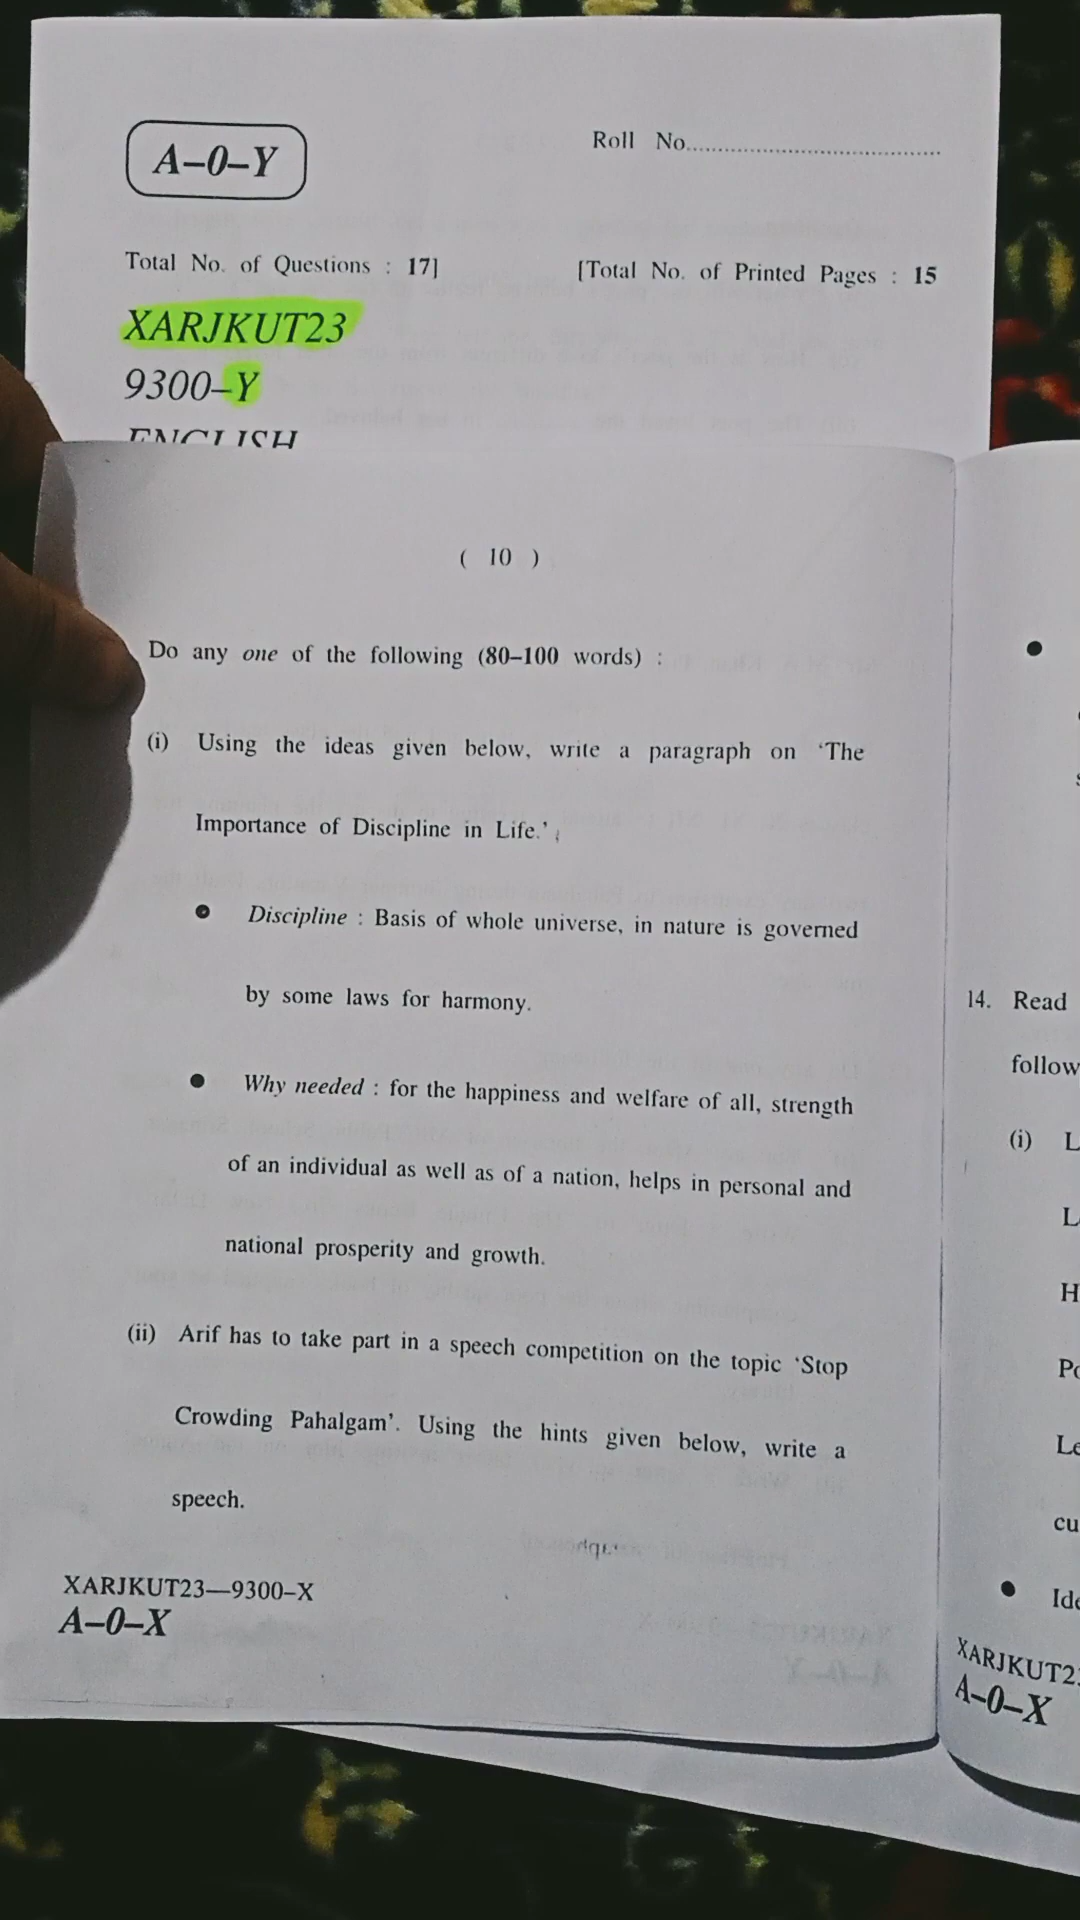 A–0–Y
Roll No.......................................
Total No. of Questions : 17]
[Total No. of Printed Pages : 15
XARJKUT23
9300–Y
ENGLISH
( 10 )
Do any one of the following (80–100 words) :
(i) Using the ideas given below, write a paragraph on ‘The
Importance of Discipline in Life.’
● Discipline : Basis of whole universe, in nature is governed
by some laws for harmony.
● Why needed : for the happiness and welfare of all, strength
of an individual as well as of a nation, helps in personal and
national prosperity and growth.
(ii) Arif has to take part in a speech competition on the topic ‘Stop
Crowding Pahalgam’. Using the hints given below, write a
speech.
XARJKUT23—9300–X
A–0–X
●
14. Read
follow
(i) L
L
H
Po
Le
cu
● Ide
XARJKUT2
A–0–X